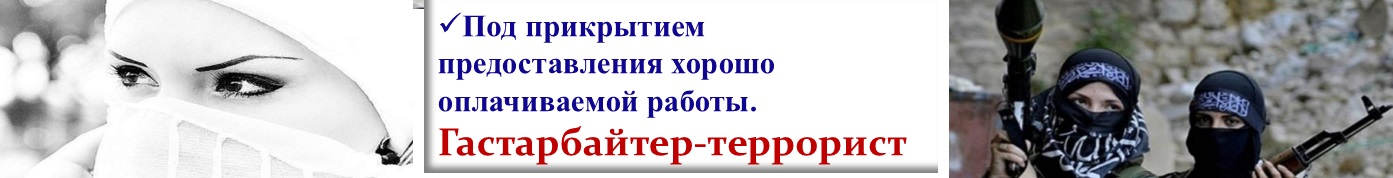 ✓Под прикрытием
предоставления хорошо
оплачиваемой работы.
Гастарбайтер-террорист